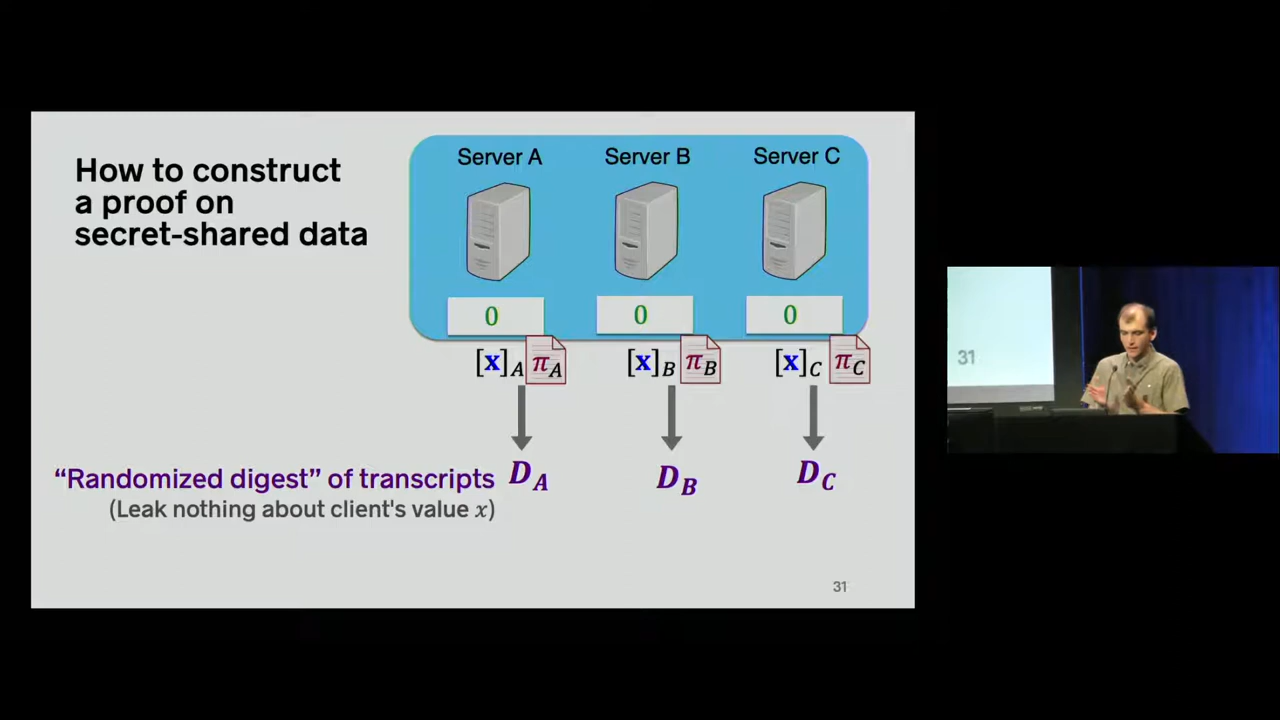 How to construct
a proof on
secret-shared data
Server A Server B Server C
0 0 0
[x]A πA [x]B πB [x]C πC
“Randomized digest” of transcripts DA DB DC
(Leak nothing about client's value x)
31
31